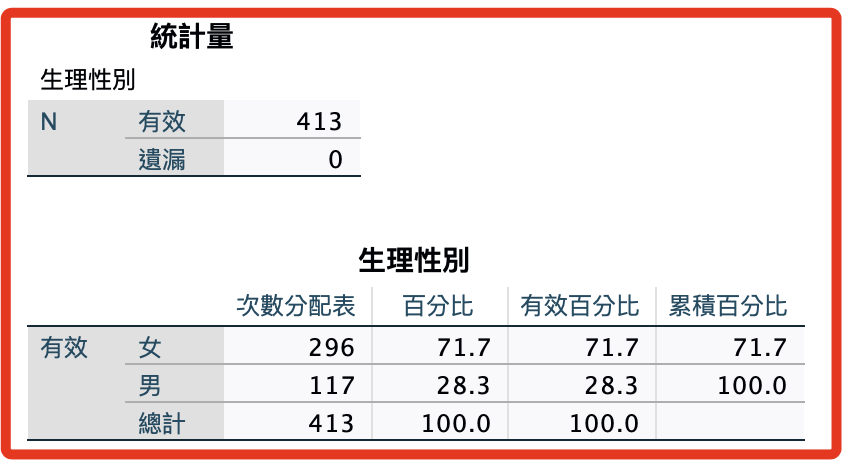 統計量
生理性別
N 有效 413
遺漏 0
生理性別
次數分配表 百分比 有效百分比 累積百分比
有效 女 296 71.7 71.7 71.7
男 117 28.3 28.3 100.0
總計 413 100.0 100.0